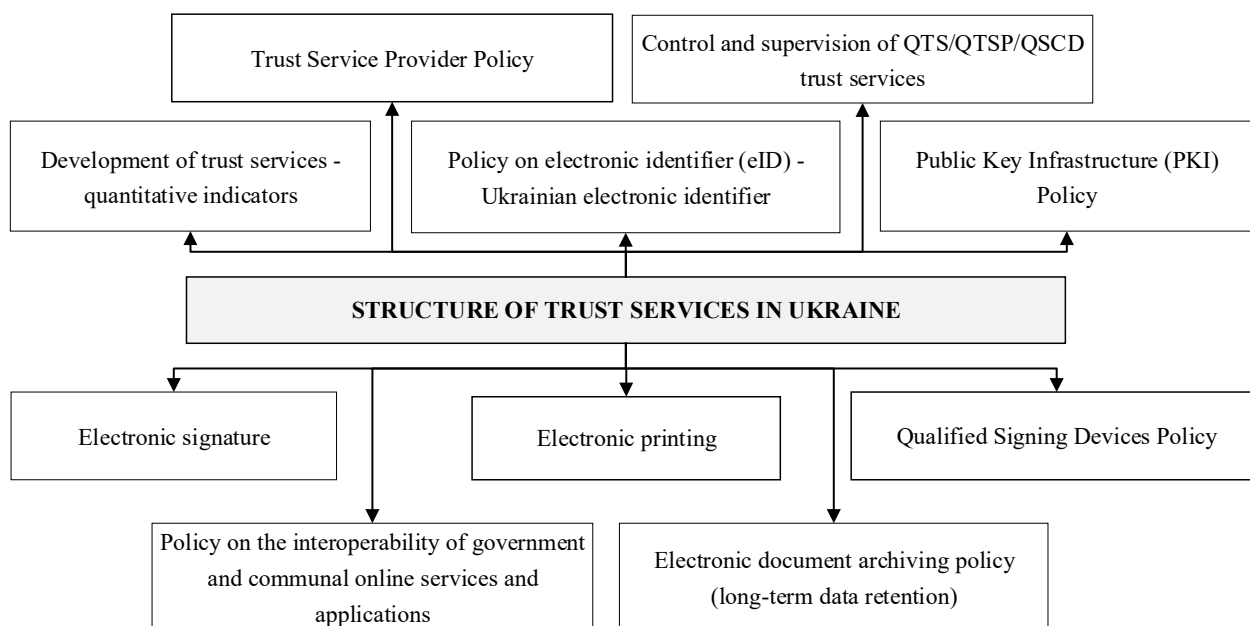 Trust Service Provider Policy
Control and supervision of QTS/QTSP/QSCD
trust services
Development of trust services -
quantitative indicators
Policy on electronic identifier (eID) -
Ukrainian electronic identifier
Public Key Infrastructure (PKI)
Policy
STRUCTURE OF TRUST SERVICES IN UKRAINE
Electronic signature
Electronic printing
Qualified Signing Devices Policy
Policy on the interoperability of government
and communal online services and
applications
Electronic document archiving policy
(long-term data retention)